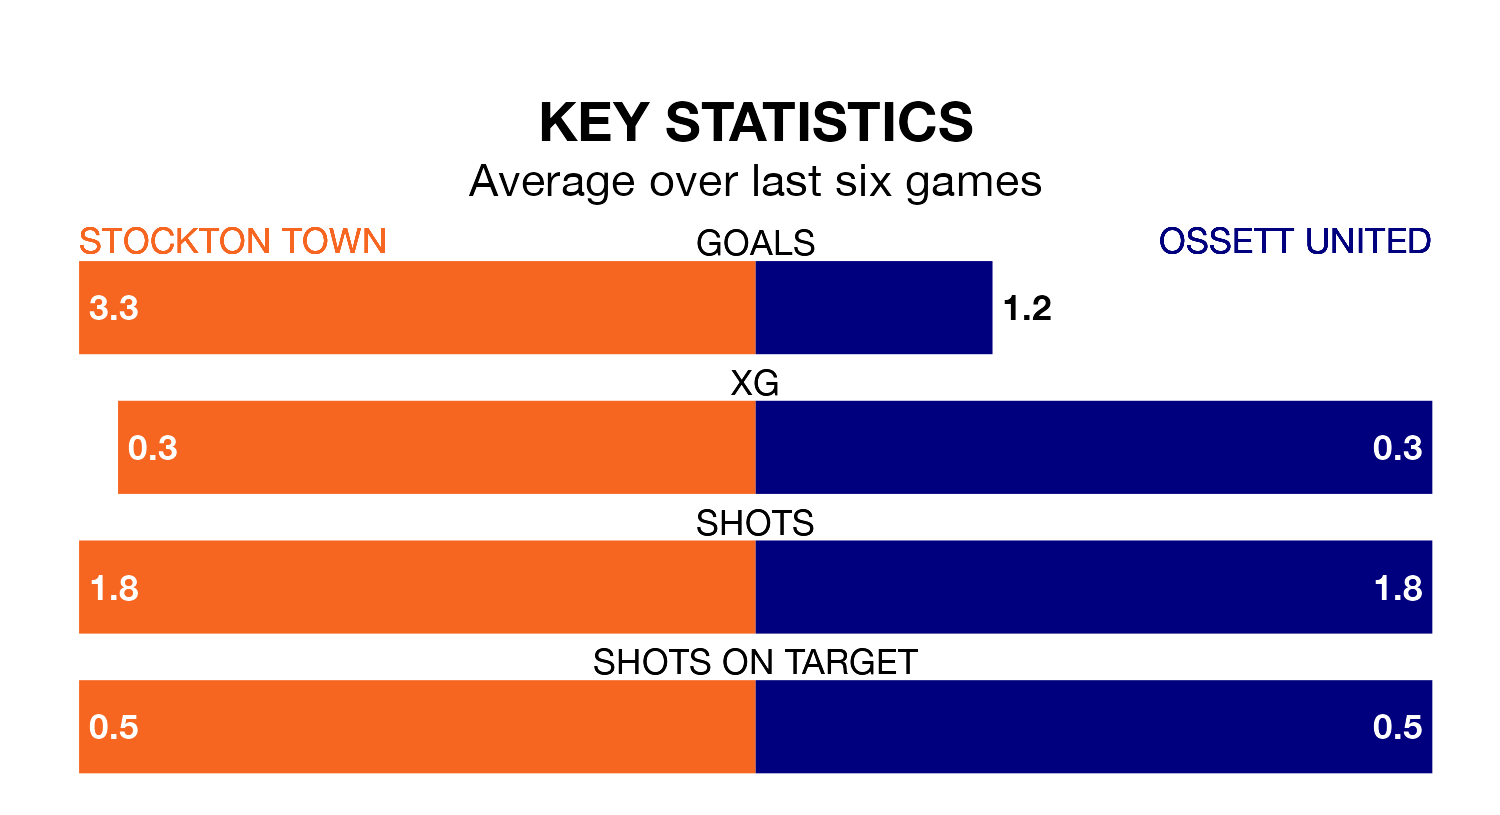 KEY STATISTICS
Average over last six games
STOCKTON TOWN GOALS OSSETT UNITED
3.3 1.2
XG
0.3 0.3
SHOTS
1.8 1.8
SHOTS ON TARGET
0.5 0.5